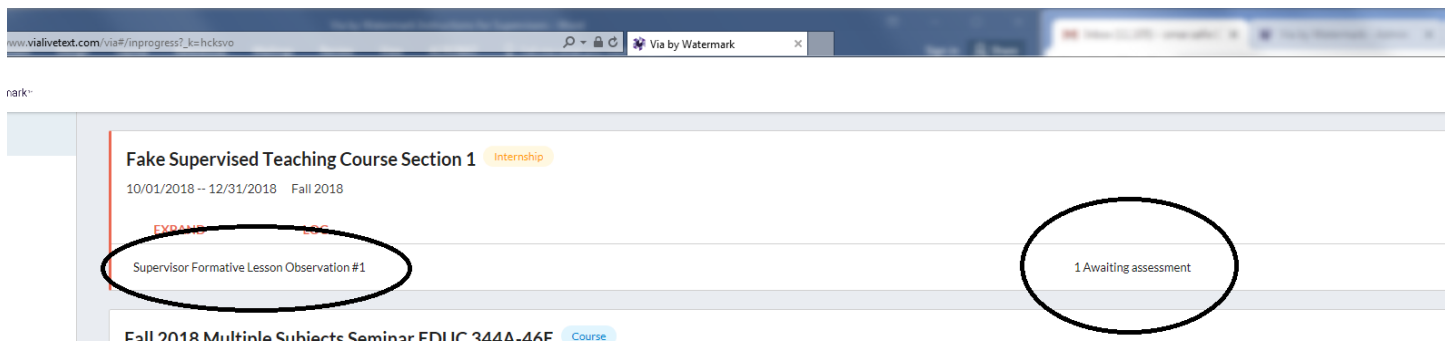 www.vialivetext.com/via#/inprogress?_k=hcksvo
Via by Watermark
mark
Fake Supervised Teaching Course Section 1 Internship
10/01/2018 -- 12/31/2018 Fall 2018
EXPAND LOG
Supervisor Formative Lesson Observation #1 1 Awaiting assessment
Fall 2018 Multiple Subjects Seminar EDUC 344A-46F Course